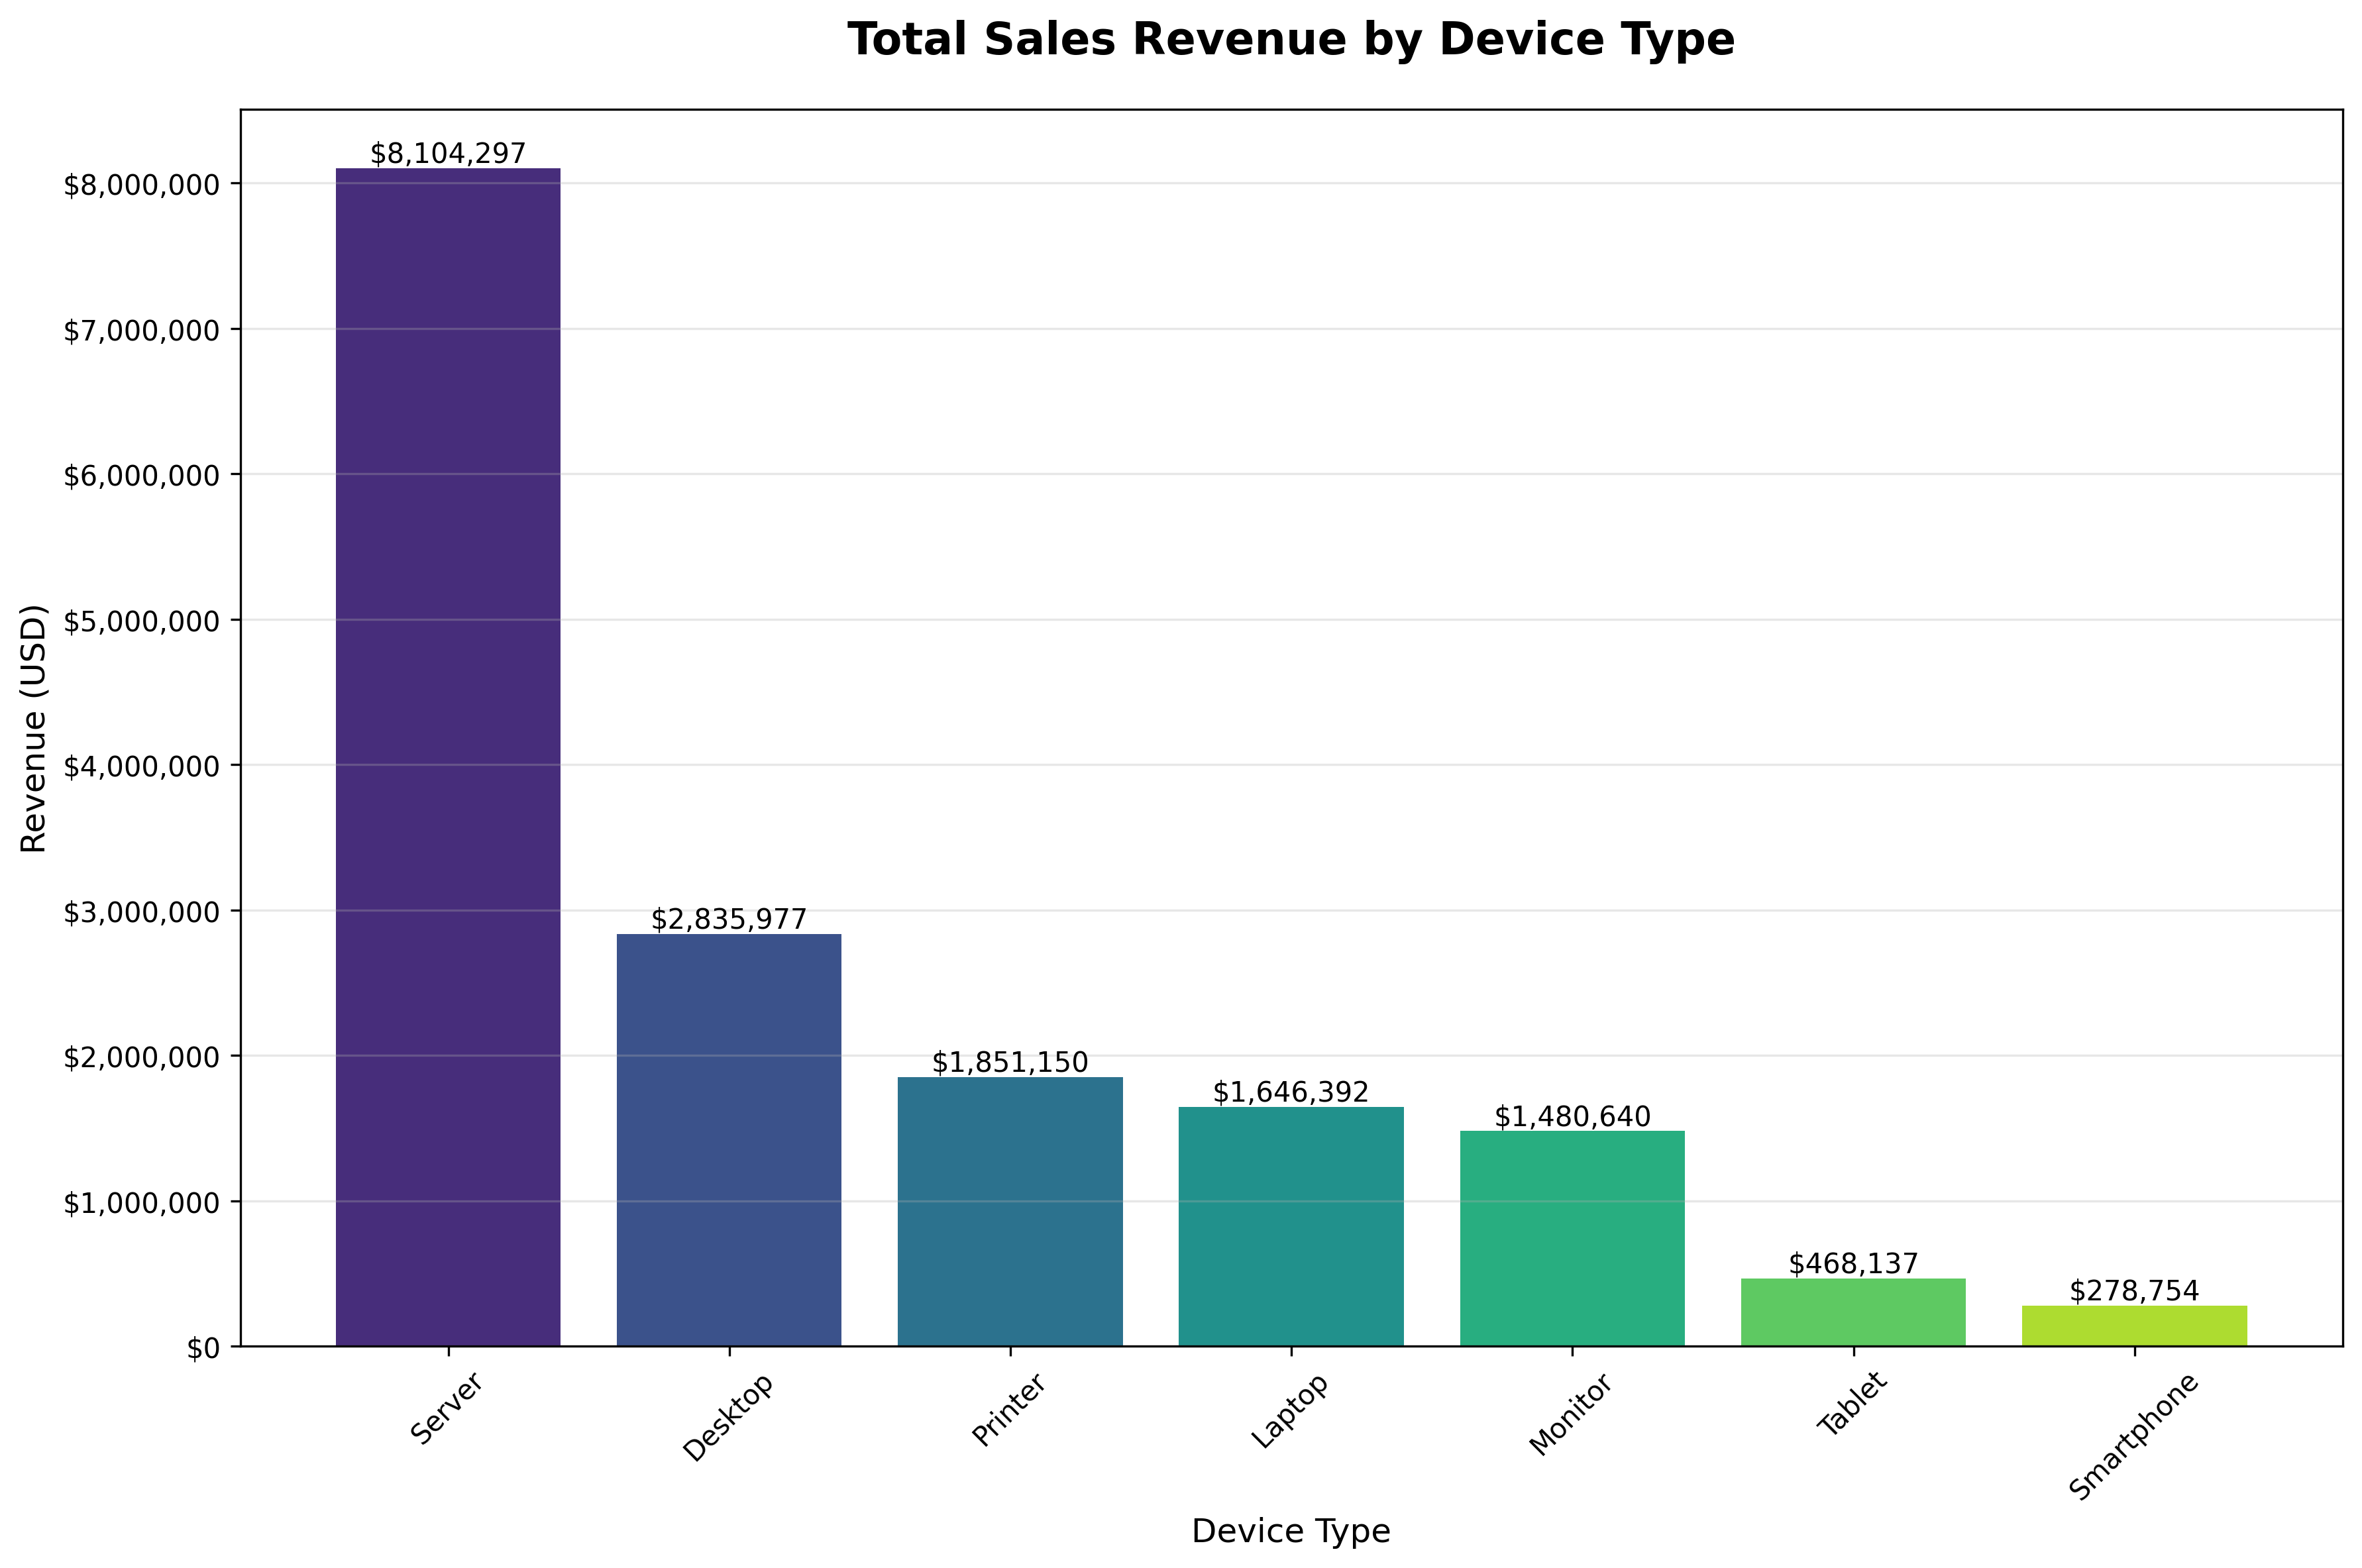 Total Sales Revenue by Device Type
Revenue (USD)
$8,000,000
$7,000,000
$6,000,000
$5,000,000
$4,000,000
$3,000,000
$2,000,000
$1,000,000
$0
$8,104,297
$2,835,977
$1,851,150
$1,646,392
$1,480,640
$468,137
$278,754
Server
Desktop
Printer
Laptop
Monitor
Tablet
Smartphone
Device Type